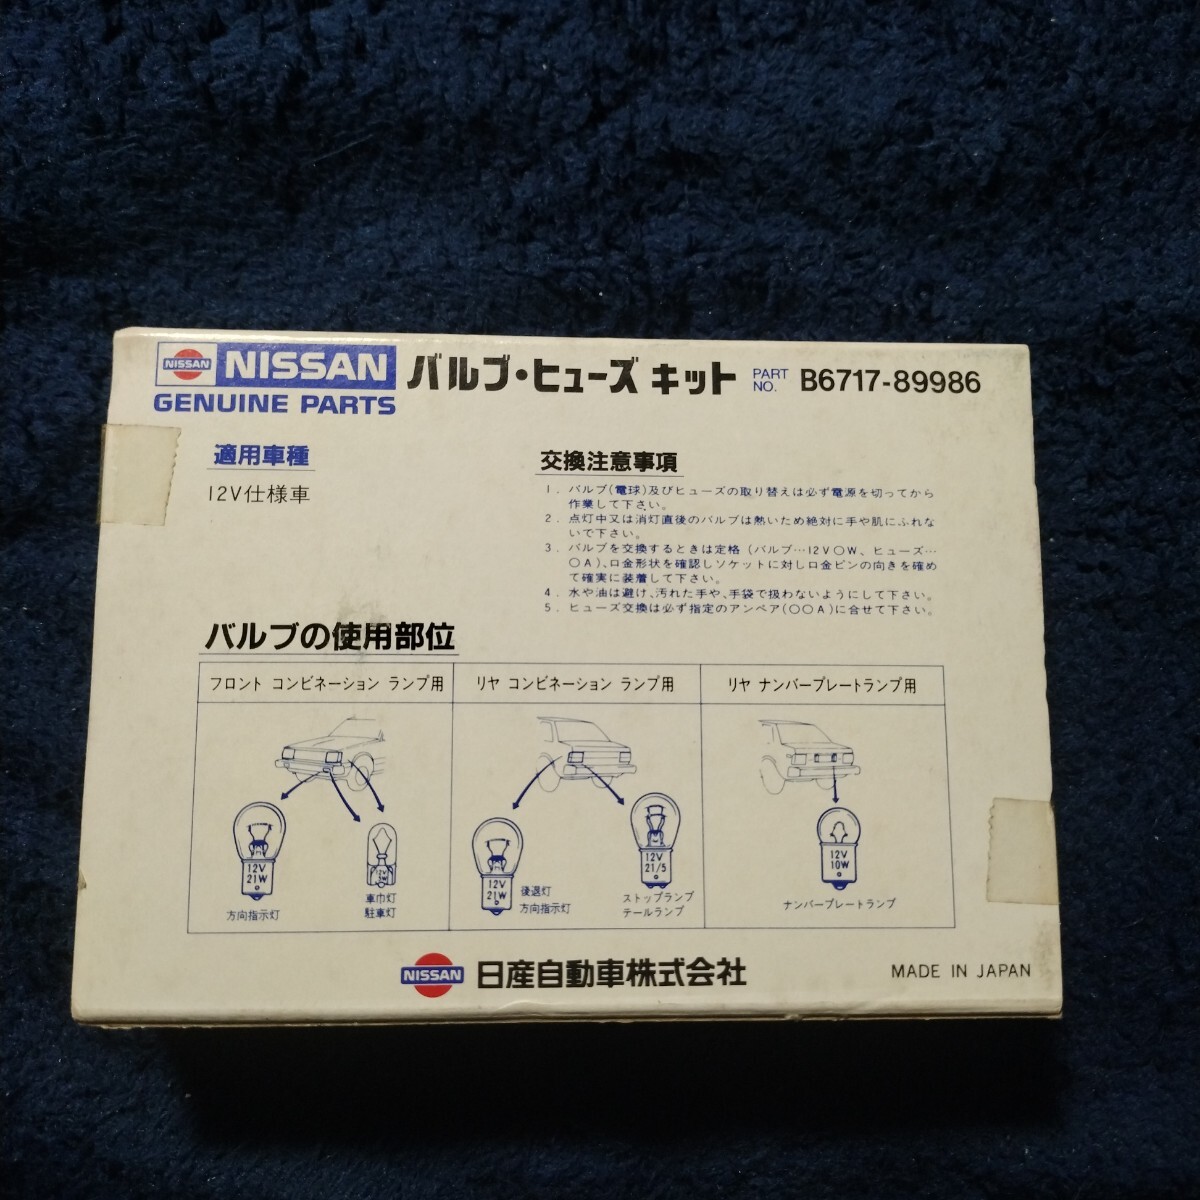 NISSAN NISSAN バルブ・ヒューズ キット PART NO. B6717-89986
GENUINE PARTS
適用車種
12V仕様車
交換注意事項
1. バルブ(電球)及びヒューズの取り替えは必ず電源を切ってから
作業して下さい。
2. 点灯中又は消灯直後のバルブは熱いため絶対に手や肌にふれな
いで下さい。
3. バルブを交換するときは定格(バルブ…12V○W、ヒューズ…
○A)、口金形状を確認しソケットに対し口金ピンの向きを確め
て確実に装着して下さい。
4. 水や油は避け、汚れた手や、手袋で扱わないようにして下さい。
5. ヒューズ交換は必ず指定のアンペア(○○A)に合せて下さい。
バルブの使用部位
フロント コンビネーション ランプ用
リヤ コンビネーション ランプ用
リヤ ナンバープレートランプ用
12V
21W
方向指示灯
12V
5W
車巾灯
駐車灯
12V
21W
後退灯
方向指示灯
12V
21/5
ストップランプ
テールランプ
12V
10W
ナンバープレートランプ
NISSAN 日産自動車株式会社
MADE IN JAPAN